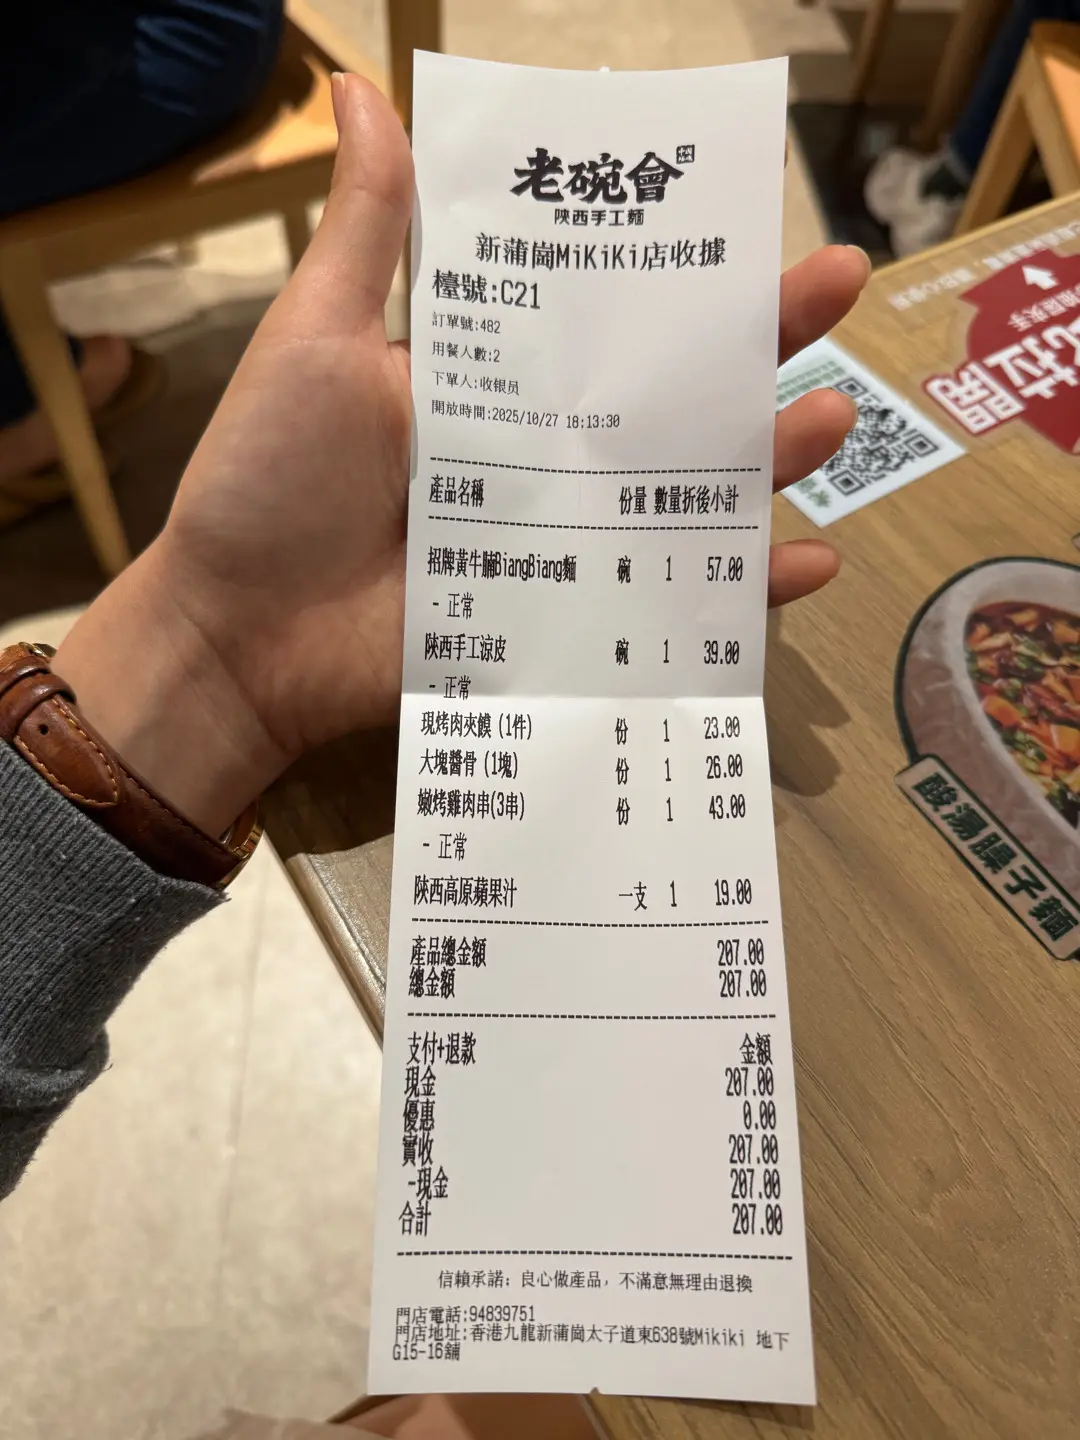 老碗會
陝西手工麵
新蒲崗MiKiKi店收據
檯號:C21
訂單號:482
用餐人數:2
下單人:收银员
開放時間:2025/10/27 18:13:30
產品名稱 份量 數量折後小計
招牌黃牛腩BiangBiang麵 碗 1 57.00
- 正常
陝西手工涼皮 碗 1 39.00
- 正常
現烤肉夾饃 (1件) 份 1 23.00
大塊醬骨 (1塊) 份 1 26.00
嫩烤雞肉串(3串) 份 1 43.00
- 正常
陝西高原蘋果汁 一支 1 19.00
產品總金額 207.00
總金額 207.00
支付+退款 金額
現金 207.00
優惠 0.00
實收 207.00
-現金 207.00
合計 207.00
信賴承諾: 良心做產品, 不滿意無理由退換
門店電話:94839751
門店地址:香港九龍新蒲崗太子道東638號Mikiki 地下
G15-16舖
酸湯臊子麵